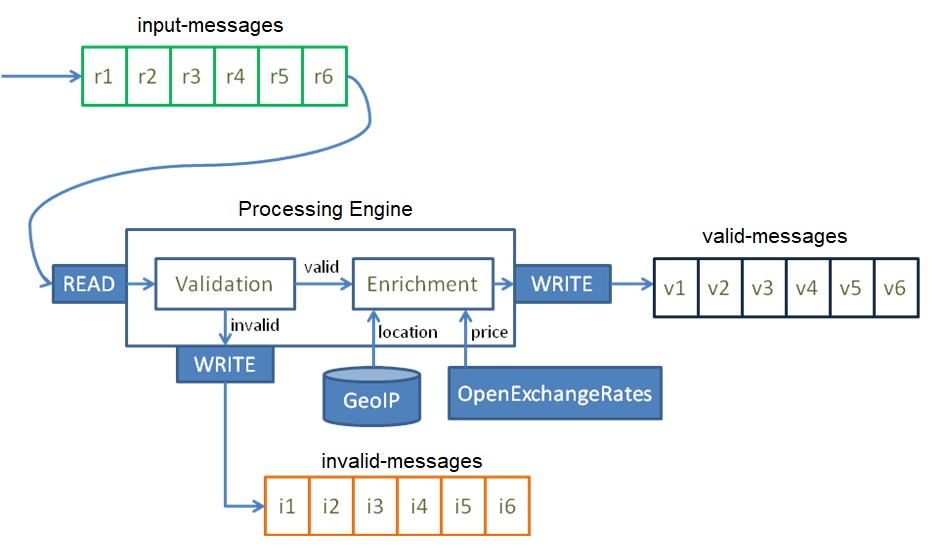 input-messages
r1 r2 r3 r4 r5 r6
Processing Engine
valid-messages
READ
Validation
valid
Enrichment
WRITE
v1 v2 v3 v4 v5 v6
invalid
location
price
WRITE
GeoIP
OpenExchangeRates
invalid-messages
i1 i2 i3 i4 i5 i6